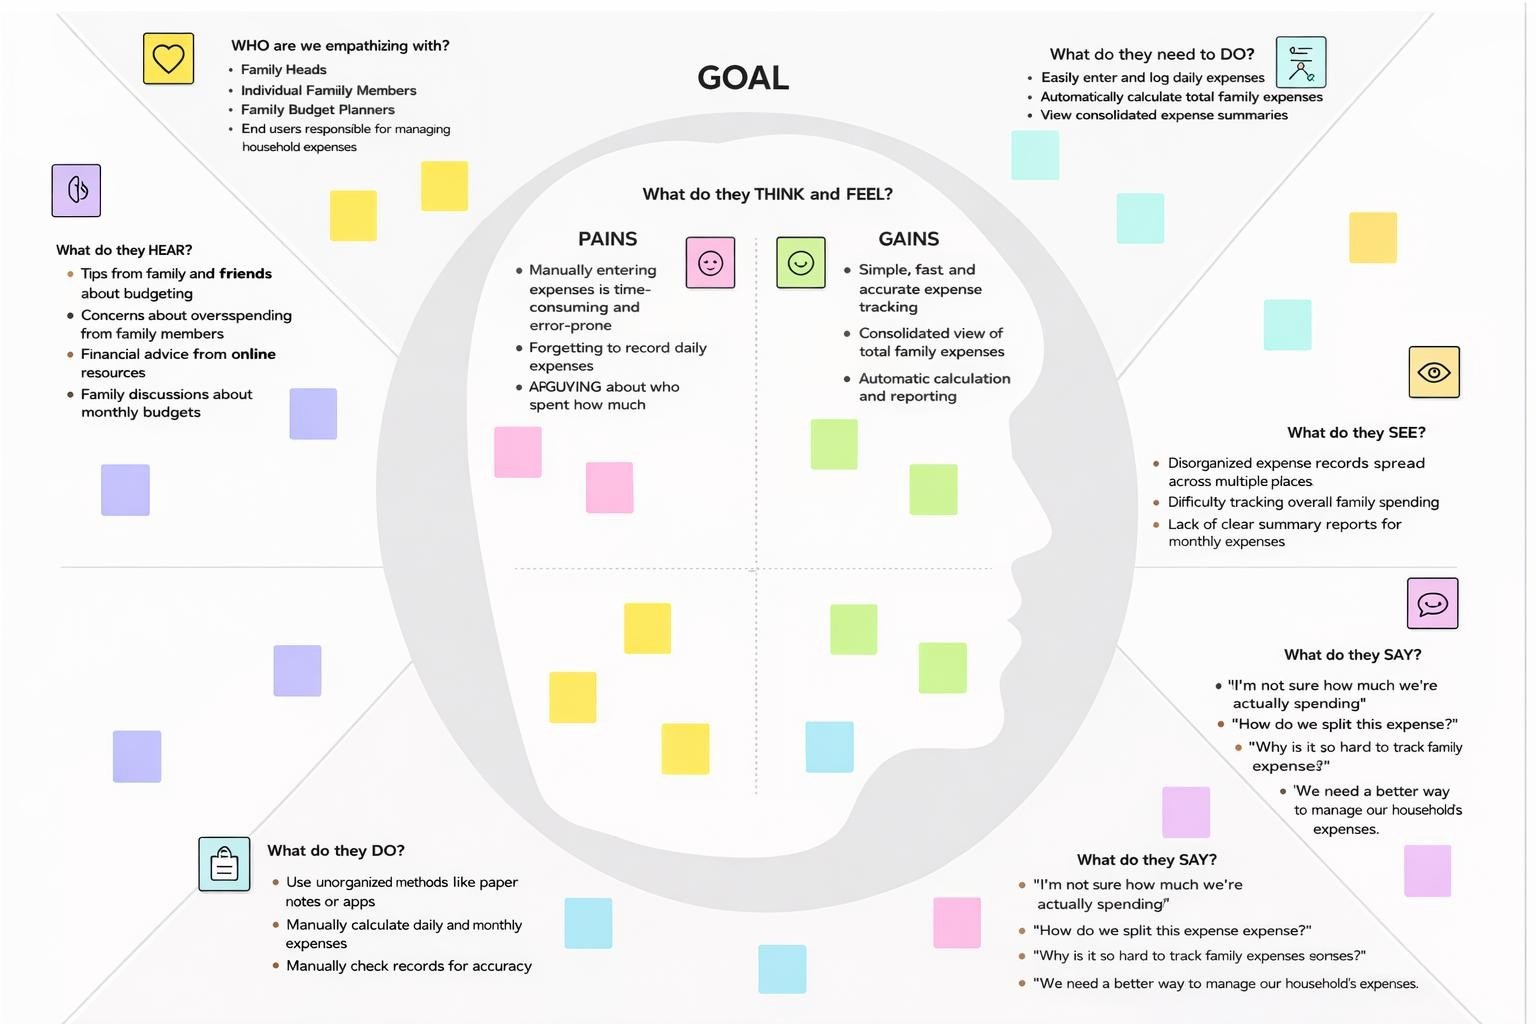 WHO are we empathizing with?
• Family Heads
• Individual Family Members
• Family Budget Planners
• End users responsible for managing
household expenses
GOAL
What do they need to DO?
• Easily enter and log daily expenses
• Automatically calculate total family expenses
• View consolidated expense summaries
What do they HEAR?
• Tips from family and friends
about budgeting
• Concerns about oversspending
from family members
• Financial advice from online
resources
• Family discussions about
monthly budgets
What do they THINK and FEEL?
PAINS
• Manually entering
expenses is time-
consuming and
error-prone
• Forgetting to record daily
expenses
• APGUVING about who
spent how much
GAINS
• Simple, fast and
accurate expense
tracking
• Consolidated view of
total family expenses
• Automatic calculation
and reporting
What do they SEE?
• Disorganized expense records spread
across multiple places
• Difficulty tracking overall family spending
• Lack of clear summary reports for
monthly expenses
What do they SAY?
• "I'm not sure how much we're
actually spending"
• "How do we split this expense?"
• "Why is it so hard to track family
expense?"
• 'We need a better way
to manage our household's
expenses.
What do they DO?
• Use unorganized methods like paper
notes or apps
• Manually calculate daily and monthly
expenses
• Manually check records for accuracy
What do they SAY?
• "I'm not sure how much we're
actually spending"
• "How do we split this expense expense?"
• "Why is it so hard to track family expenses eonses?"
• "We need a better way to manage our household's expenses.